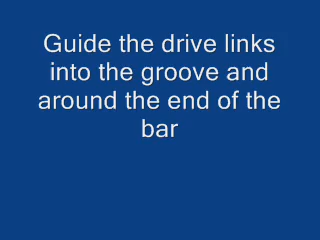 Guide the drive links
into the groove and
around the end of the
bar